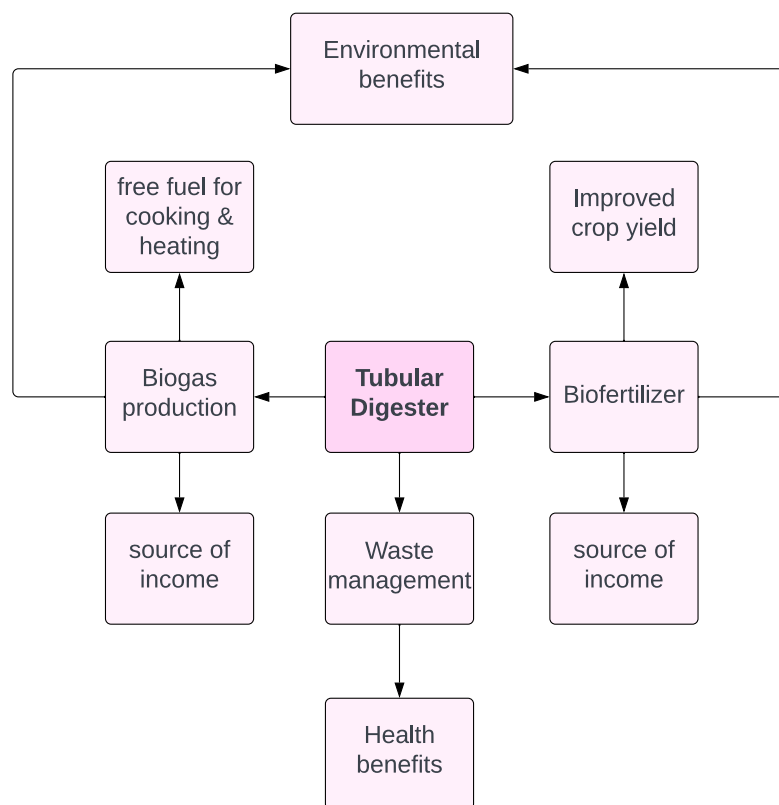 Environmental
benefits
free fuel for
cooking &
heating
Improved
crop yield
Biogas
production
Tubular
Digester
Biofertilizer
source of
income
Waste
management
source of
income
Health
benefits